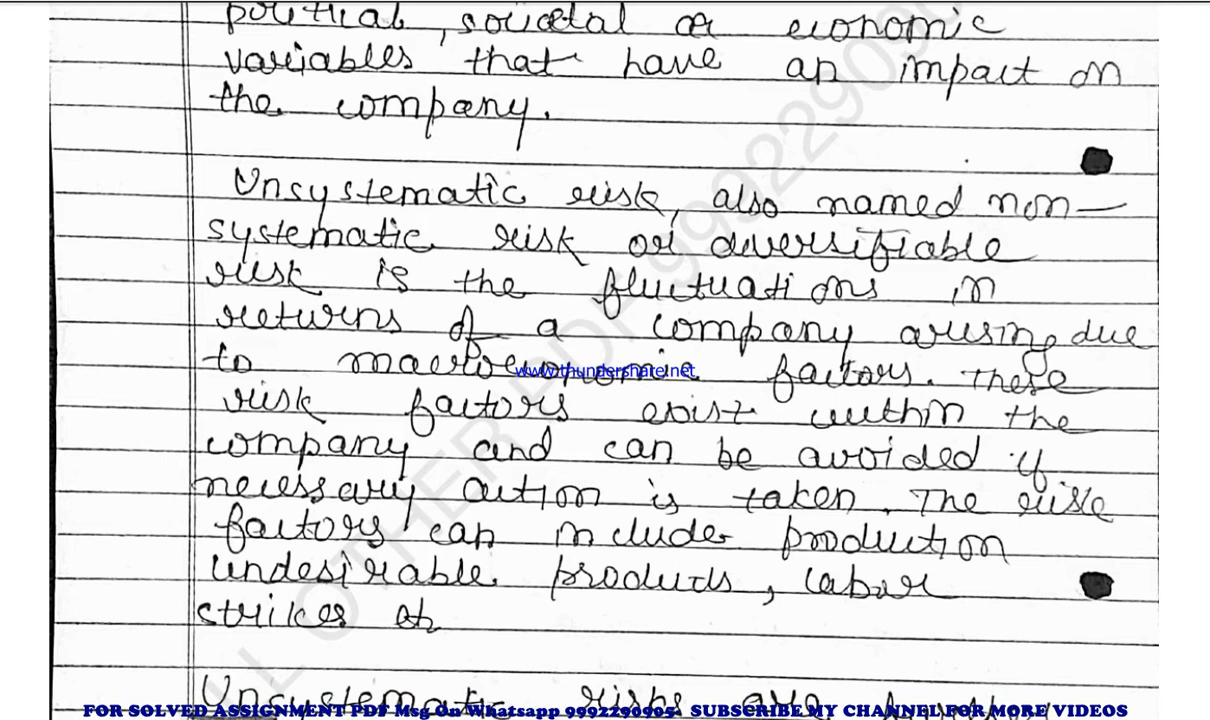 political, societal or economic
variables that have an impact on
the company.
Unsystematic risk, also named non-
systematic risk or diversifiable
risk is the fluctuations in
returns of a company arising due
to macroeconomic factors. These
risk factors exist within the
company and can be avoided if
necessary action is taken. The risk
factors can include production
undesirable products, labor
strikes etc
Unsystematic risks are
www.thundershare.net
FOR SOLVED ASSIGNMENT PDF Msg On Whatsapp 9992290905. SUBSCRIBE MY CHANNEL FOR MORE VIDEOS